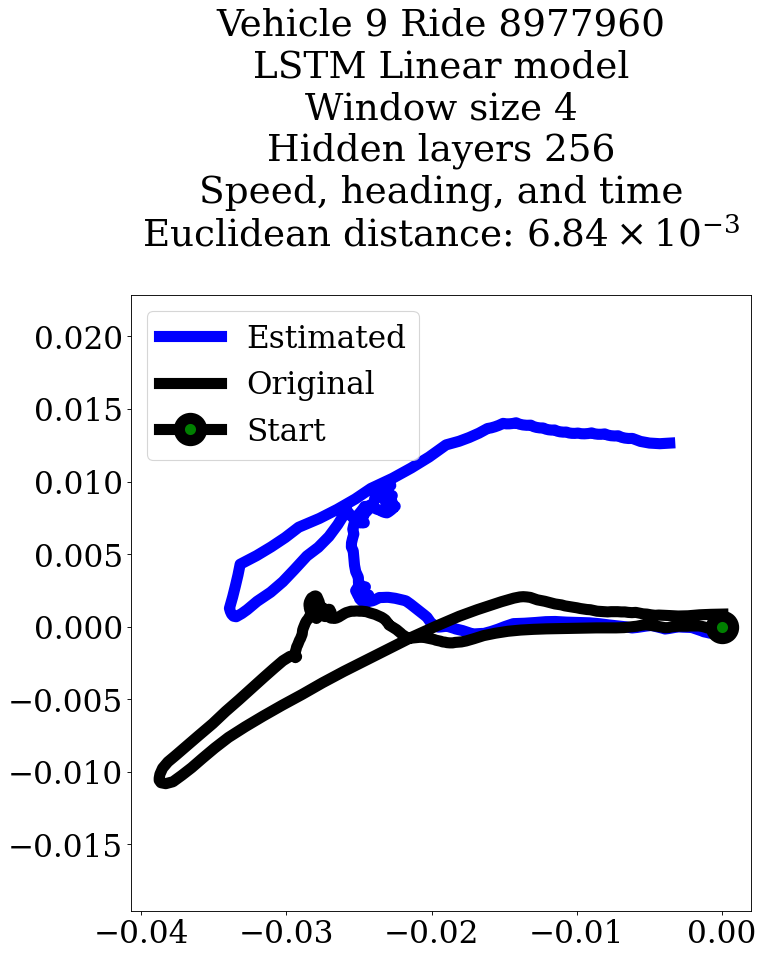 Vehicle 9 Ride 8977960
LSTM Linear model
Window size 4
Hidden layers 256
Speed, heading, and time
Euclidean distance: 6.84 × 10⁻³
Estimated
Original
Start
0.020
0.015
0.010
0.005
0.000
−0.005
−0.010
−0.015
−0.04 −0.03 −0.02 −0.01 0.00